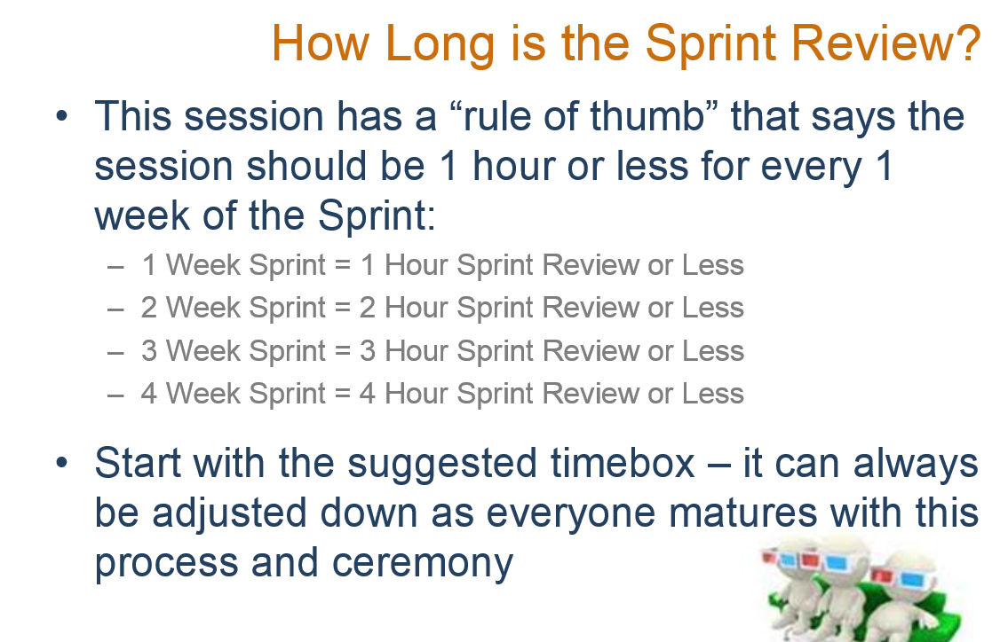 How Long is the Sprint Review?
• This session has a “rule of thumb” that says the
session should be 1 hour or less for every 1
week of the Sprint:
– 1 Week Sprint = 1 Hour Sprint Review or Less
– 2 Week Sprint = 2 Hour Sprint Review or Less
– 3 Week Sprint = 3 Hour Sprint Review or Less
– 4 Week Sprint = 4 Hour Sprint Review or Less
• Start with the suggested timebox – it can always
be adjusted down as everyone matures with this
process and ceremony